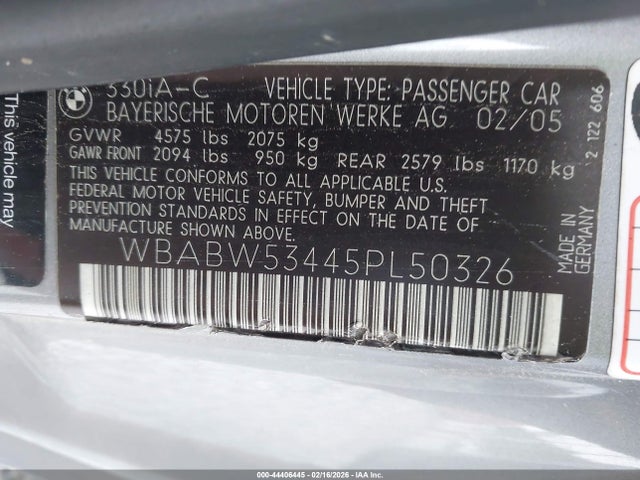 330iA-C VEHICLE TYPE: PASSENGER CAR
BAYERISCHE MOTOREN WERKE AG 02/05
GVWR 4575 lbs 2075 kg
GAWR FRONT 2094 lbs 950 kg REAR 2579 lbs 1170 kg
THIS VEHICLE CONFORMS TO ALL APPLICABLE U.S.
FEDERAL MOTOR VEHICLE SAFETY, BUMPER AND THEFT
PREVENTION STANDARDS IN EFFECT ON THE DATE OF
MANUFACTURE SHOWN ABOVE.
WBABW53445PL50326
MADE IN
GERMANY
2 122 606
This vehicle may
000-44406445 - 02/16/2026 - IAA Inc.